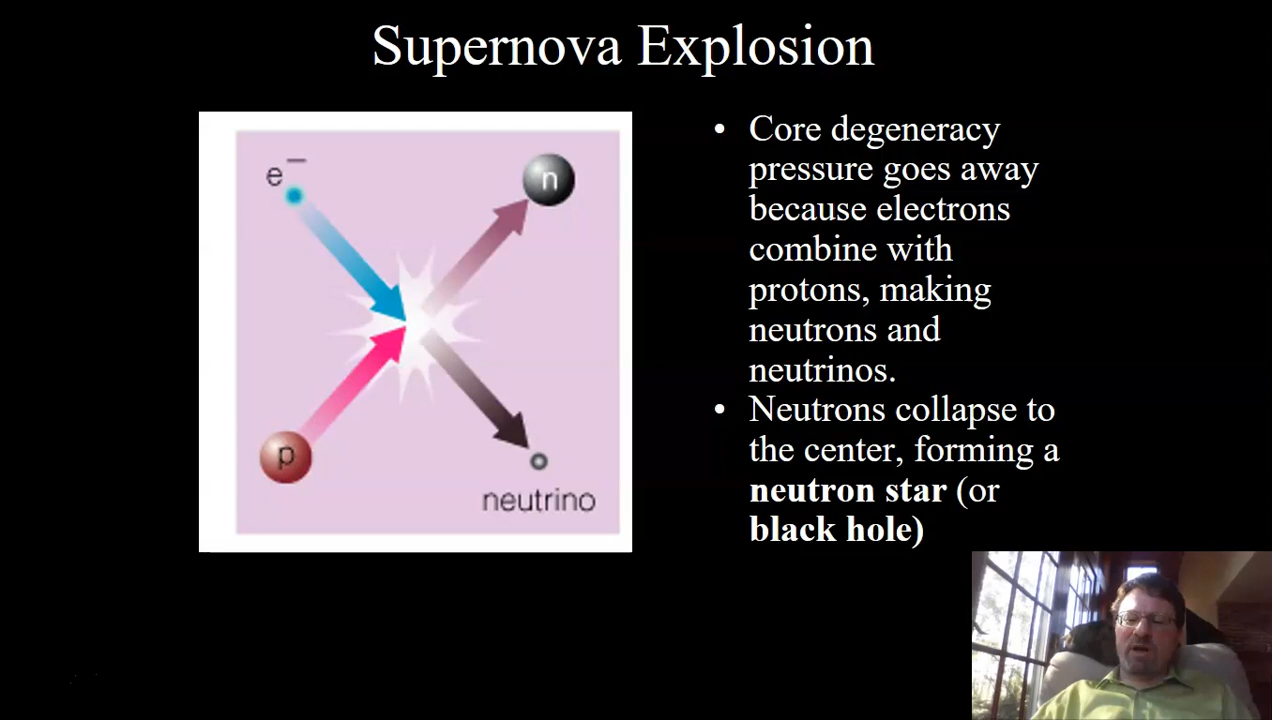 Supernova Explosion
e−
n
p
neutrino
• Core degeneracy
pressure goes away
because electrons
combine with
protons, making
neutrons and
neutrinos.
• Neutrons collapse to
the center, forming a
neutron star (or
black hole)